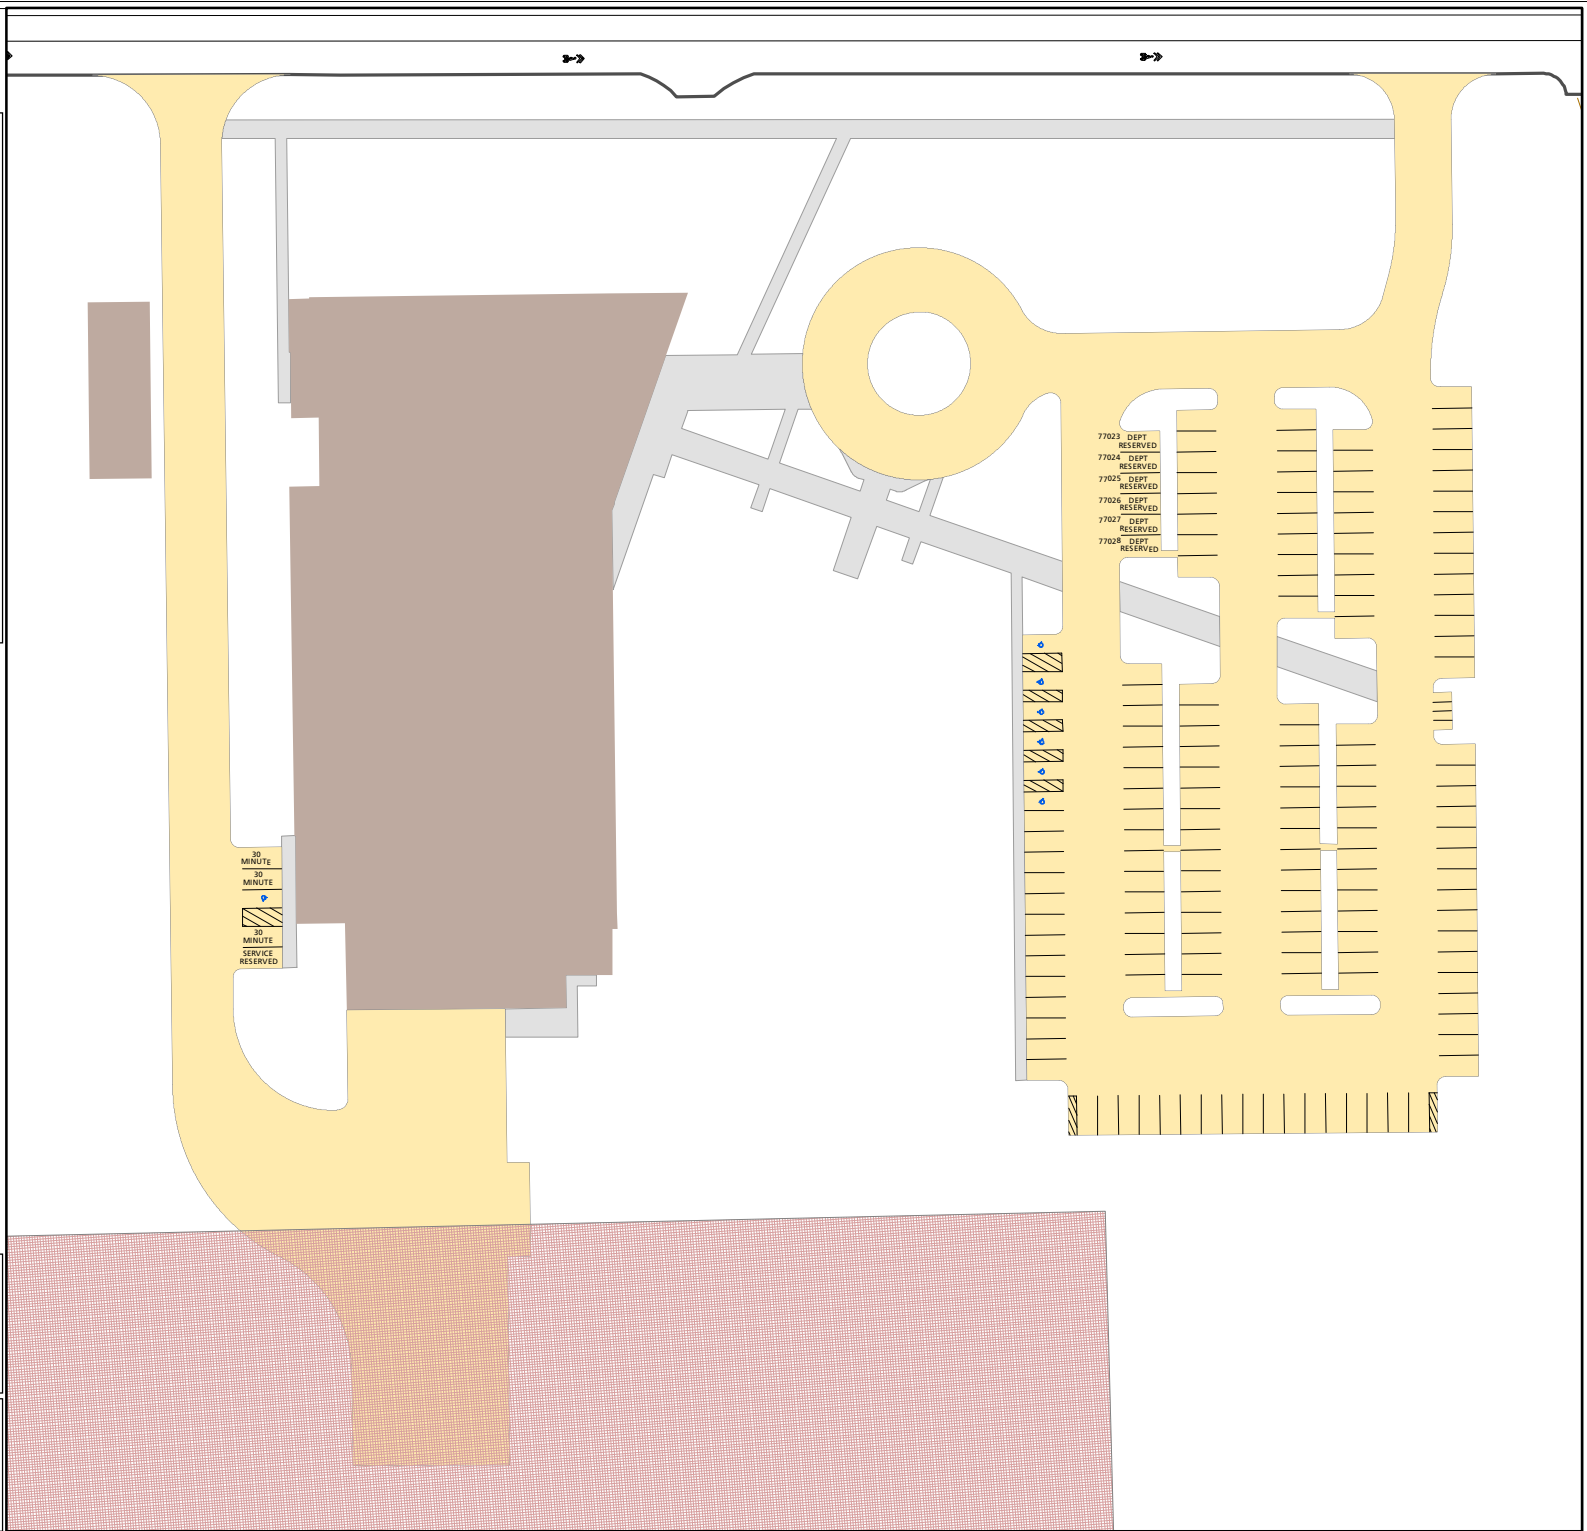 77023 DEPT
RESERVED
77024 DEPT
RESERVED
77025 DEPT
RESERVED
77026 DEPT
RESERVED
77027 DEPT
RESERVED
77028 DEPT
RESERVED
30
MINUTE
30
MINUTE
30
MINUTE
SERVICE
RESERVED